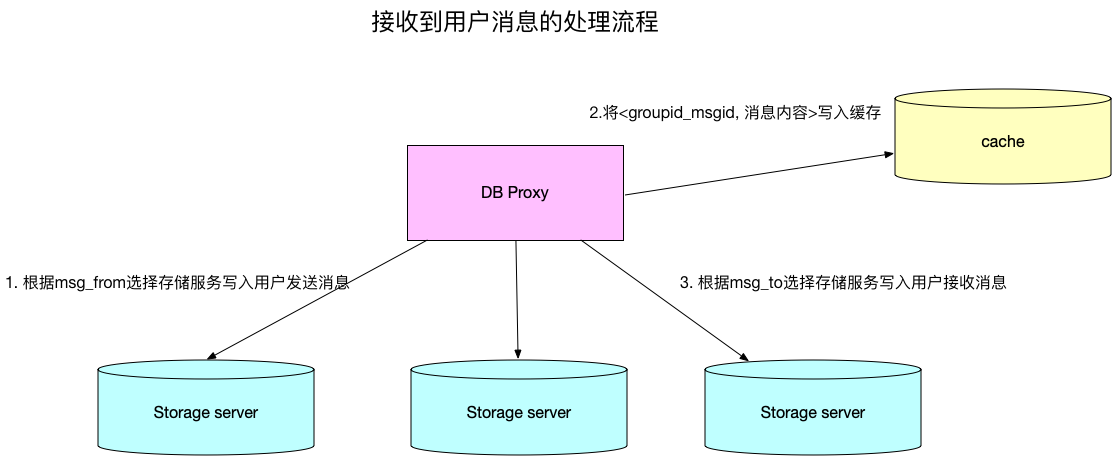 接收到用户消息的处理流程
2.将<groupid_msgid, 消息内容>写入缓存
cache
DB Proxy
1. 根据msg_from选择存储服务写入用户发送消息
3. 根据msg_to选择存储服务写入用户接收消息
Storage server
Storage server
Storage server